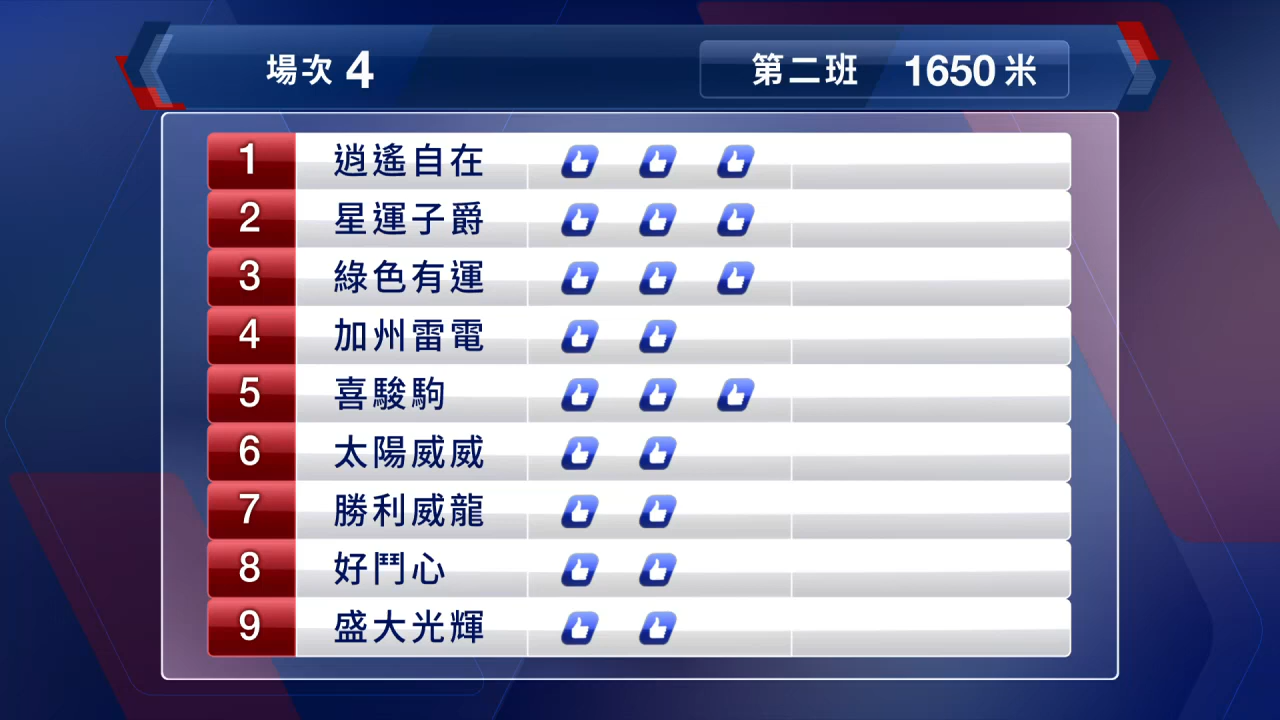 場次 4 第二班 1650 米
1 逍遙自在
2 星運子爵
3 綠色有運
4 加州雷電
5 喜駿駒
6 太陽威威
7 勝利威龍
8 好鬥心
9 盛大光輝